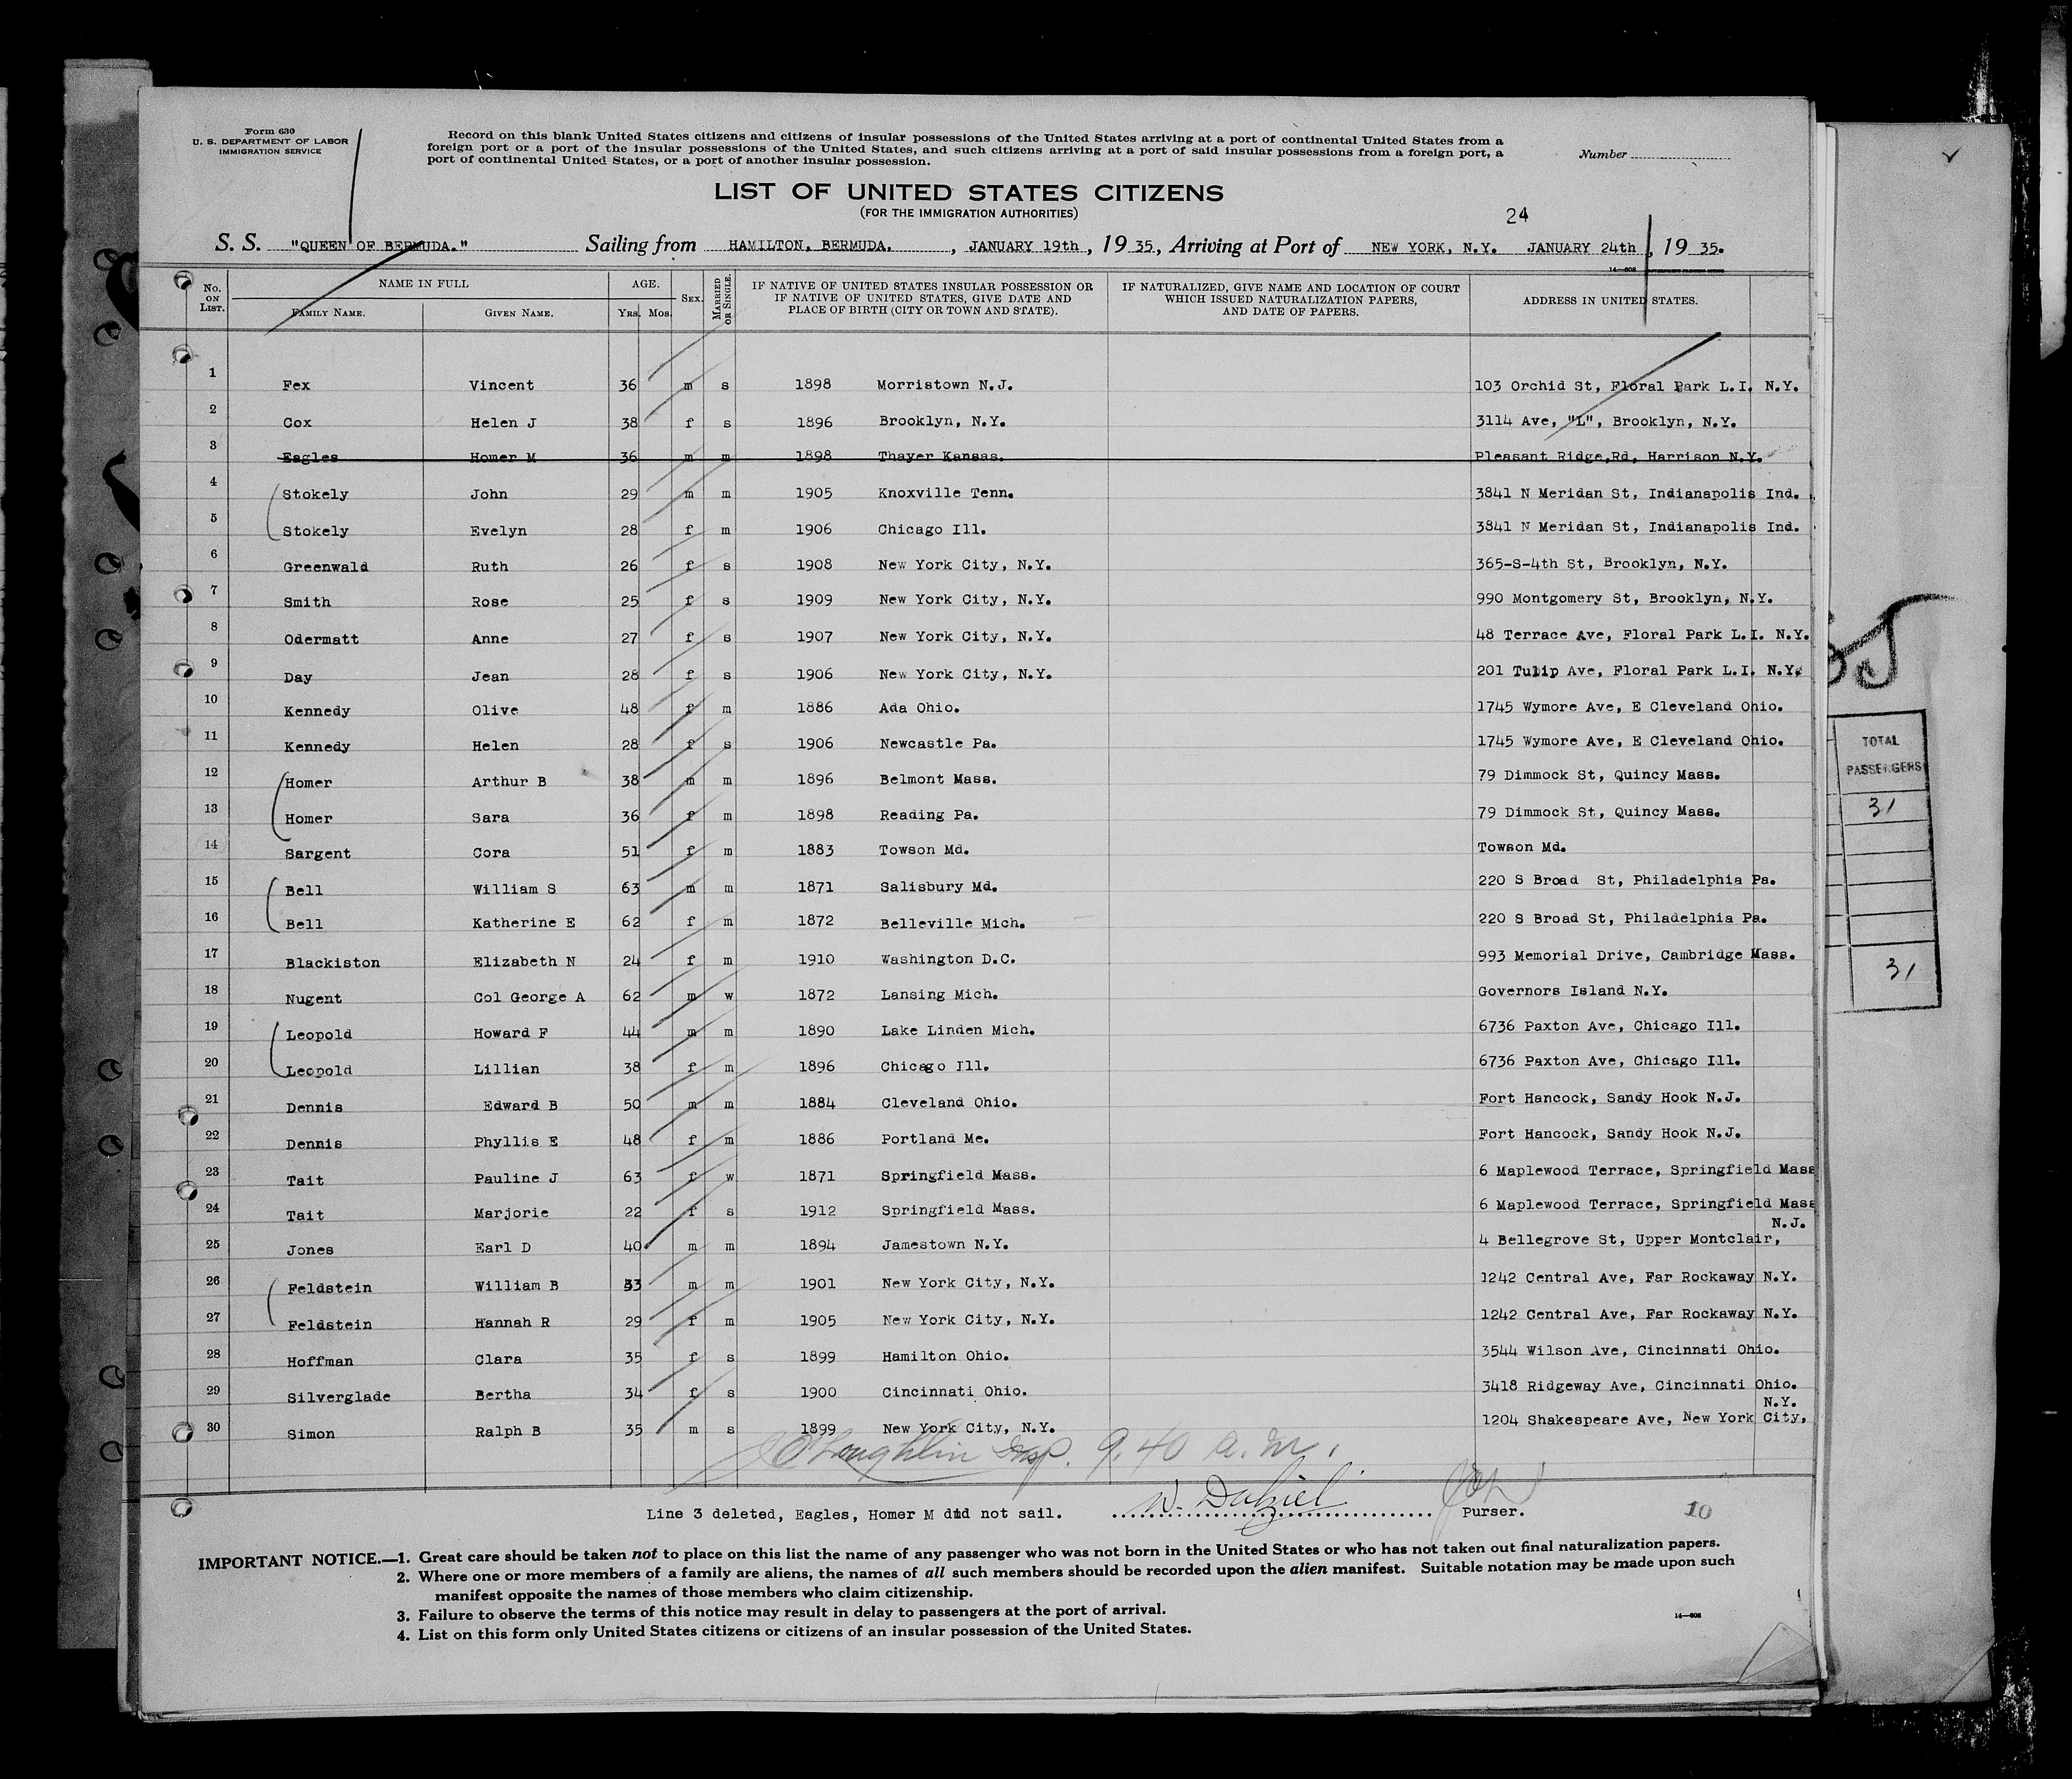 Form 630
U. S. DEPARTMENT OF LABOR
IMMIGRATION SERVICE
Record on this blank United States citizens and citizens of insular possessions of the United States arriving at a port of continental United States from a
foreign port or a port of the insular possessions of the United States, and such citizens arriving at a port of said insular possessions from a foreign port, a
port of continental United States, or a port of another insular possession.
Number
LIST OF UNITED STATES CITIZENS
(FOR THE IMMIGRATION AUTHORITIES)
24
S. S. "QUEEN OF BERMUDA." Sailing from HAMILTON, BERMUDA. , JANUARY 19th, 19 35, Arriving at Port of NEW YORK, N.Y. JANUARY 24th, 19 35.
14—608
No. ON LIST. NAME IN FULL FAMILY NAME. GIVEN NAME. AGE. YRS. MOS. SEX. MARRIED OR SINGLE. IF NATIVE OF UNITED STATES INSULAR POSSESSION OR IF NATIVE OF UNITED STATES, GIVE DATE AND PLACE OF BIRTH (CITY OR TOWN AND STATE). IF NATURALIZED, GIVE NAME AND LOCATION OF COURT WHICH ISSUED NATURALIZATION PAPERS, AND DATE OF PAPERS. ADDRESS IN UNITED STATES.
1 Fex Vincent 36 m s 1898 Morristown N.J. 103 Orchid St, Floral Park L.I. N.Y.
2 Cox Helen J 38 f s 1896 Brooklyn, N.Y. 3114 Ave, "L", Brooklyn, N.Y.
3 Eagles Homer M 36 m m 1898 Thayer Kansas. Pleasant Ridge,Rd, Harrison N.Y.
4 Stokely John 29 m m 1905 Knoxville Tenn. 3841 N Meridan St, Indianapolis Ind.
5 Stokely Evelyn 28 f m 1906 Chicago Ill. 3841 N Meridan St, Indianapolis Ind.
6 Greenwald Ruth 26 f s 1908 New York City, N.Y. 365-S-4th St, Brooklyn, N.Y.
7 Smith Rose 25 f s 1909 New York City, N.Y. 990 Montgomery St, Brooklyn, N.Y.
8 Odermatt Anne 27 f s 1907 New York City, N.Y. 48 Terrace Ave, Floral Park L.I. N.Y.
9 Day Jean 28 f s 1906 New York City, N.Y. 201 Tulip Ave, Floral Park L.I. N.Y.
10 Kennedy Olive 48 f m 1886 Ada Ohio. 1745 Wymore Ave, E Cleveland Ohio.
11 Kennedy Helen 28 f s 1906 Newcastle Pa. 1745 Wymore Ave, E Cleveland Ohio.
12 Homer Arthur B 38 m m 1896 Belmont Mass. 79 Dimmock St, Quincy Mass.
13 Homer Sara 36 f m 1898 Reading Pa. 79 Dimmock St, Quincy Mass.
14 Sargent Cora 51 f m 1883 Towson Md. Towson Md.
15 Bell William S 63 m m 1871 Salisbury Md. 220 S Broad St, Philadelphia Pa.
16 Bell Katherine E 62 f m 1872 Belleville Mich. 220 S Broad St, Philadelphia Pa.
17 Blackiston Elizabeth N 24 f m 1910 Washington D.C. 993 Memorial Drive, Cambridge Mass.
18 Nugent Col George A 62 m w 1872 Lansing Mich. Governors Island N.Y.
19 Leopold Howard F 44 m m 1890 Lake Linden Mich. 6736 Paxton Ave, Chicago Ill.
20 Leopold Lillian 38 f m 1896 Chicago Ill. 6736 Paxton Ave, Chicago Ill.
21 Dennis Edward B 50 m m 1884 Cleveland Ohio. Fort Hancock, Sandy Hook N.J.
22 Dennis Phyllis E 48 f m 1886 Portland Me. Fort Hancock, Sandy Hook N.J.
23 Tait Pauline J 63 f w 1871 Springfield Mass. 6 Maplewood Terrace, Springfield Mass
24 Tait Marjorie 22 f s 1912 Springfield Mass. 6 Maplewood Terrace, Springfield Mass
N.J.
25 Jones Earl D 40 m m 1894 Jamestown N.Y. 4 Bellegrove St, Upper Montclair,
26 Feldstein William B 33 m m 1901 New York City, N.Y. 1242 Central Ave, Far Rockaway N.Y.
27 Feldstein Hannah R 29 f m 1905 New York City, N.Y. 1242 Central Ave, Far Rockaway N.Y.
28 Hoffman Clara 35 f s 1899 Hamilton Ohio. 3544 Wilson Ave, Cincinnati Ohio.
29 Silverglade Bertha 34 f s 1900 Cincinnati Ohio. 3418 Ridgeway Ave, Cincinnati Ohio.
N.Y.
30 Simon Ralph B 35 m s 1899 New York City, N.Y. 1204 Shakespeare Ave, New York City,
O'Loughlin Insp. 9.40 a.m.
Line 3 deleted, Eagles, Homer M did not sail. W. Dalziel Purser.
10
IMPORTANT NOTICE.—1. Great care should be taken not to place on this list the name of any passenger who was not born in the United States or who has not taken out final naturalization papers.
2. Where one or more members of a family are aliens, the names of all such members should be recorded upon the alien manifest. Suitable notation may be made upon such
manifest opposite the names of those members who claim citizenship.
3. Failure to observe the terms of this notice may result in delay to passengers at the port of arrival.
4. List on this form only United States citizens or citizens of an insular possession of the United States.
14—608
TOTAL
PASSENGERS
31
31